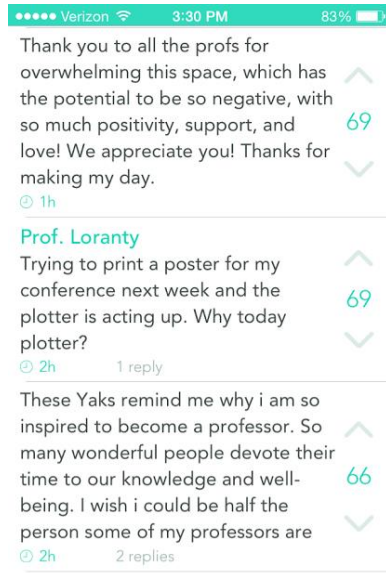 Verizon 3:30 PM 83%
Thank you to all the profs for
overwhelming this space, which has
the potential to be so negative, with
so much positivity, support, and
love! We appreciate you! Thanks for
making my day.
69
1h
Prof. Loranty
Trying to print a poster for my
conference next week and the
plotter is acting up. Why today
plotter?
69
2h 1 reply
These Yaks remind me why i am so
inspired to become a professor. So
many wonderful people devote their
time to our knowledge and well-
being. I wish i could be half the
person some of my professors are
66
2h 2 replies